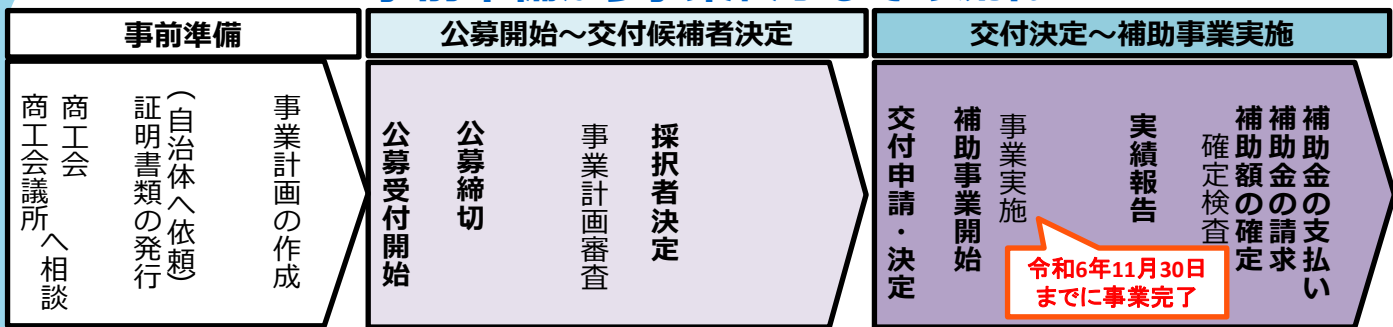 事前準備
公募開始～交付候補者決定
交付決定～補助事業実施
商工会
商工会議所へ相談
証明書類の発行
（自治体へ依頼）
事業計画の作成
公募受付開始
公募締切
事業計画審査
採択者決定
交付申請・決定
補助事業開始
事業実施
令和6年11月30日
までに事業完了
実績報告
確定検査
補助額の確定
補助金の請求
補助金の支払い